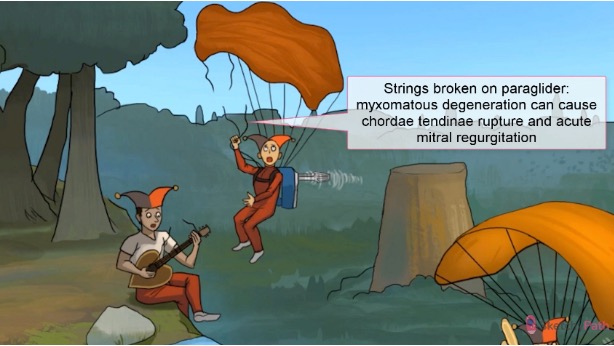 Strings broken on paraglider:
myxomatous degeneration can cause
chordae tendinae rupture and acute
mitral regurgitation